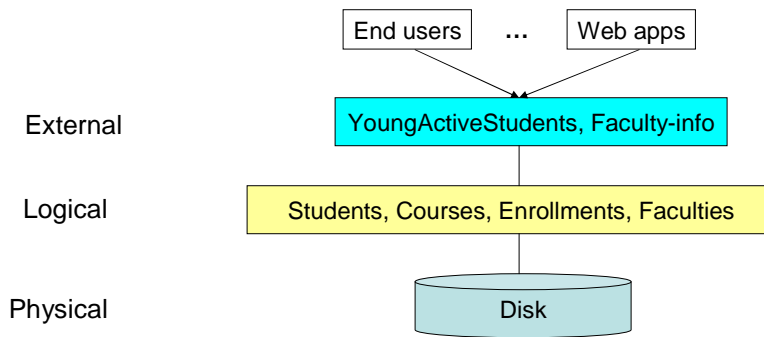 End users ... Web apps
External
YoungActiveStudents, Faculty-info
Logical
Students, Courses, Enrollments, Faculties
Physical
Disk